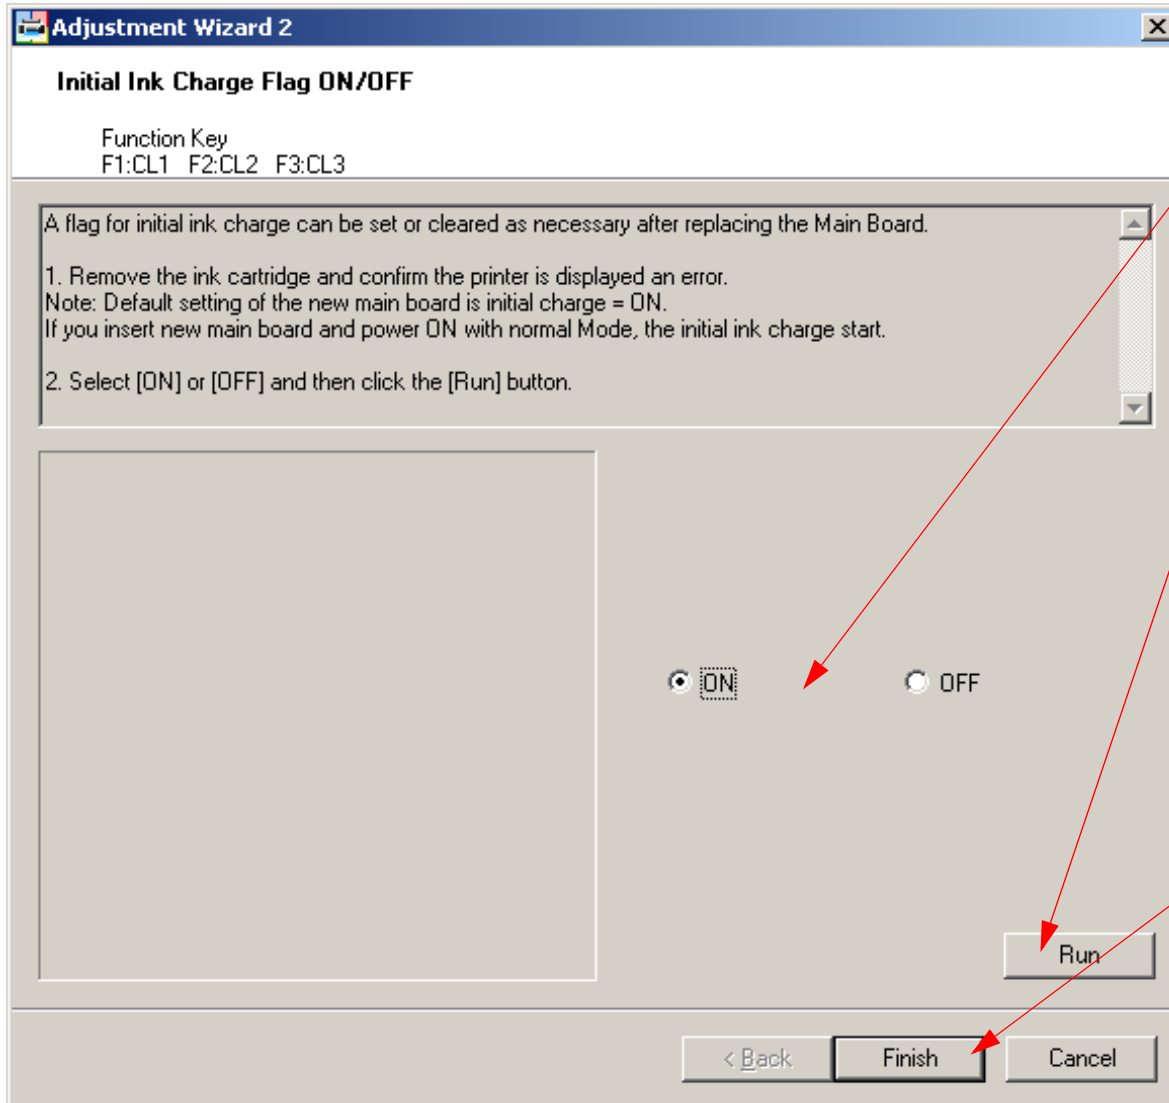 Adjustment Wizard 2
Initial Ink Charge Flag ON/OFF
Function Key
F1:CL1 F2:CL2 F3:CL3
A flag for initial ink charge can be set or cleared as necessary after replacing the Main Board.
1. Remove the ink cartridge and confirm the printer is displayed an error.
Note: Default setting of the new main board is initial charge = ON.
If you insert new main board and power ON with normal Mode, the initial ink charge start.
2. Select [ON] or [OFF] and then click the [Run] button.
ON OFF
Run
< Back Finish Cancel